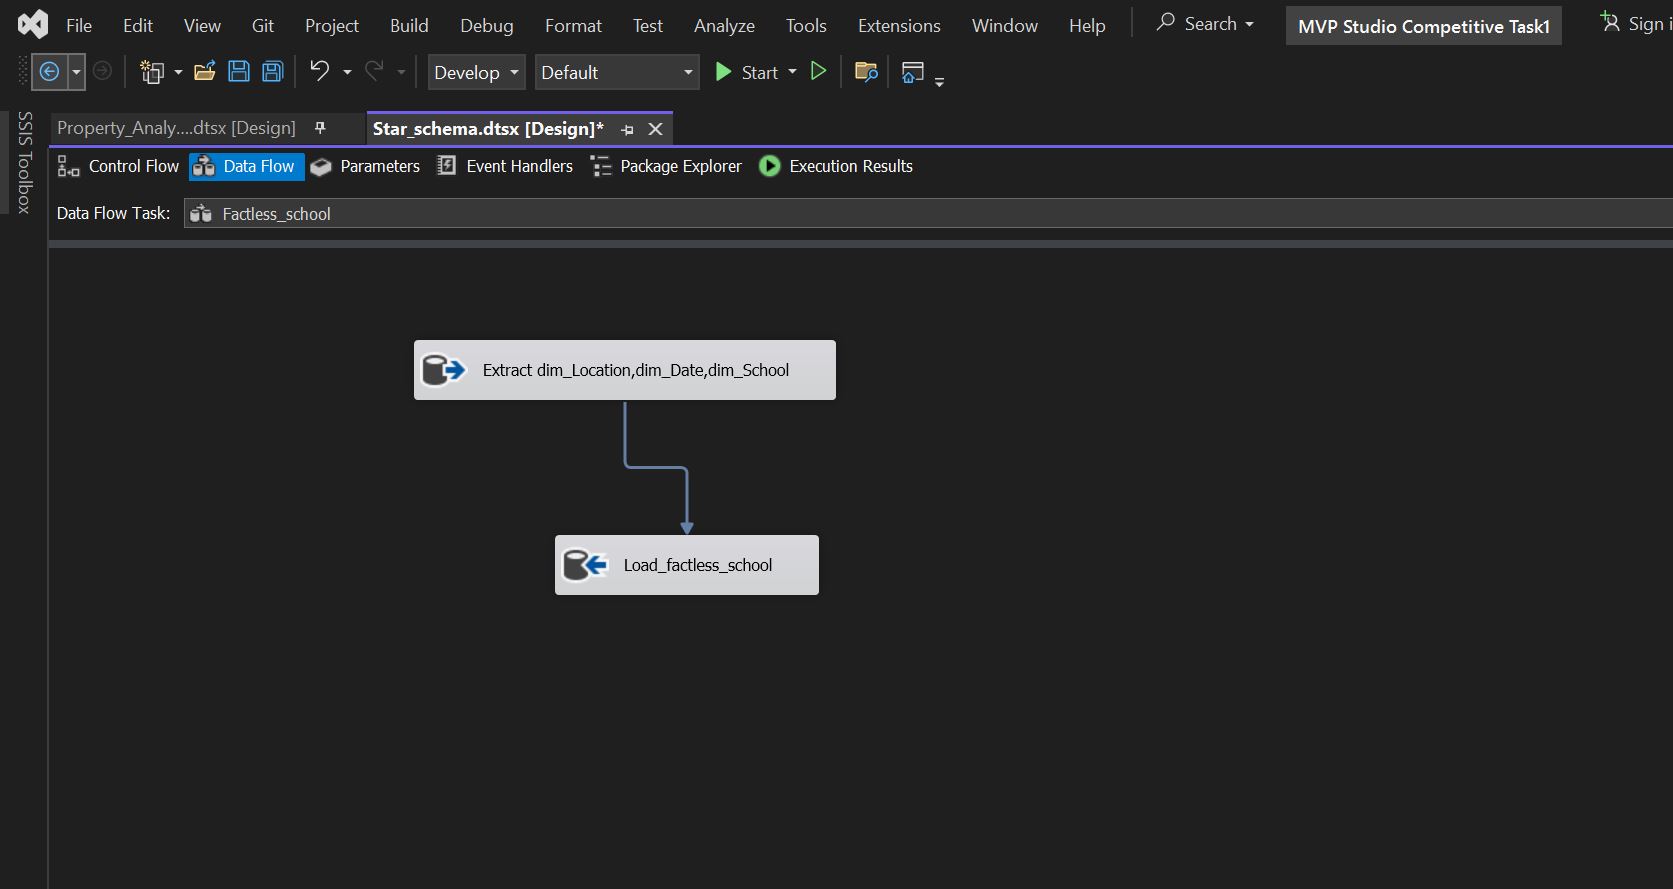 File Edit View Git Project Build Debug Format Test Analyze Tools Extensions Window Help Search MVP Studio Competitive Task1 Sign i
Develop Default Start
SSIS Toolbox
Property_Analy....dtsx [Design] Star_schema.dtsx [Design]*
Control Flow Data Flow Parameters Event Handlers Package Explorer Execution Results
Data Flow Task: Factless_school
Extract dim_Location,dim_Date,dim_School
Load_factless_school